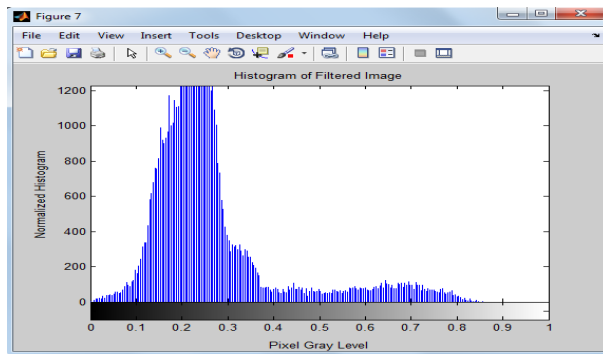 Figure 7
File Edit View Insert Tools Desktop Window Help
Histogram of Filtered Image
1200
1000
800
600
400
200
0
Normalized Histogram
0 0.1 0.2 0.3 0.4 0.5 0.6 0.7 0.8 0.9 1
Pixel Gray Level